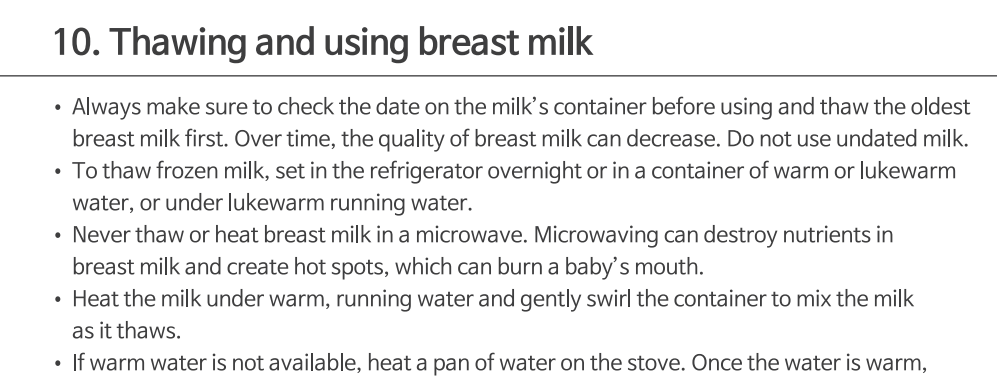 10. Thawing and using breast milk
• Always make sure to check the date on the milk's container before using and thaw the oldest
breast milk first. Over time, the quality of breast milk can decrease. Do not use undated milk.
• To thaw frozen milk, set in the refrigerator overnight or in a container of warm or lukewarm
water, or under lukewarm running water.
• Never thaw or heat breast milk in a microwave. Microwaving can destroy nutrients in
breast milk and create hot spots, which can burn a baby's mouth.
• Heat the milk under warm, running water and gently swirl the container to mix the milk
as it thaws.
• If warm water is not available, heat a pan of water on the stove. Once the water is warm,